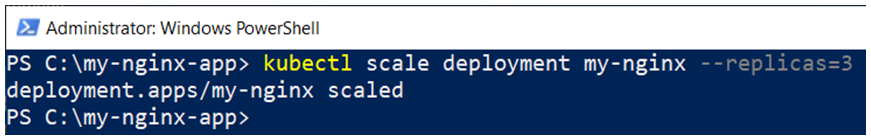 Administrator: Windows PowerShell
PS C:\my-nginx-app> kubectl scale deployment my-nginx --replicas=3
deployment.apps/my-nginx scaled
PS C:\my-nginx-app>